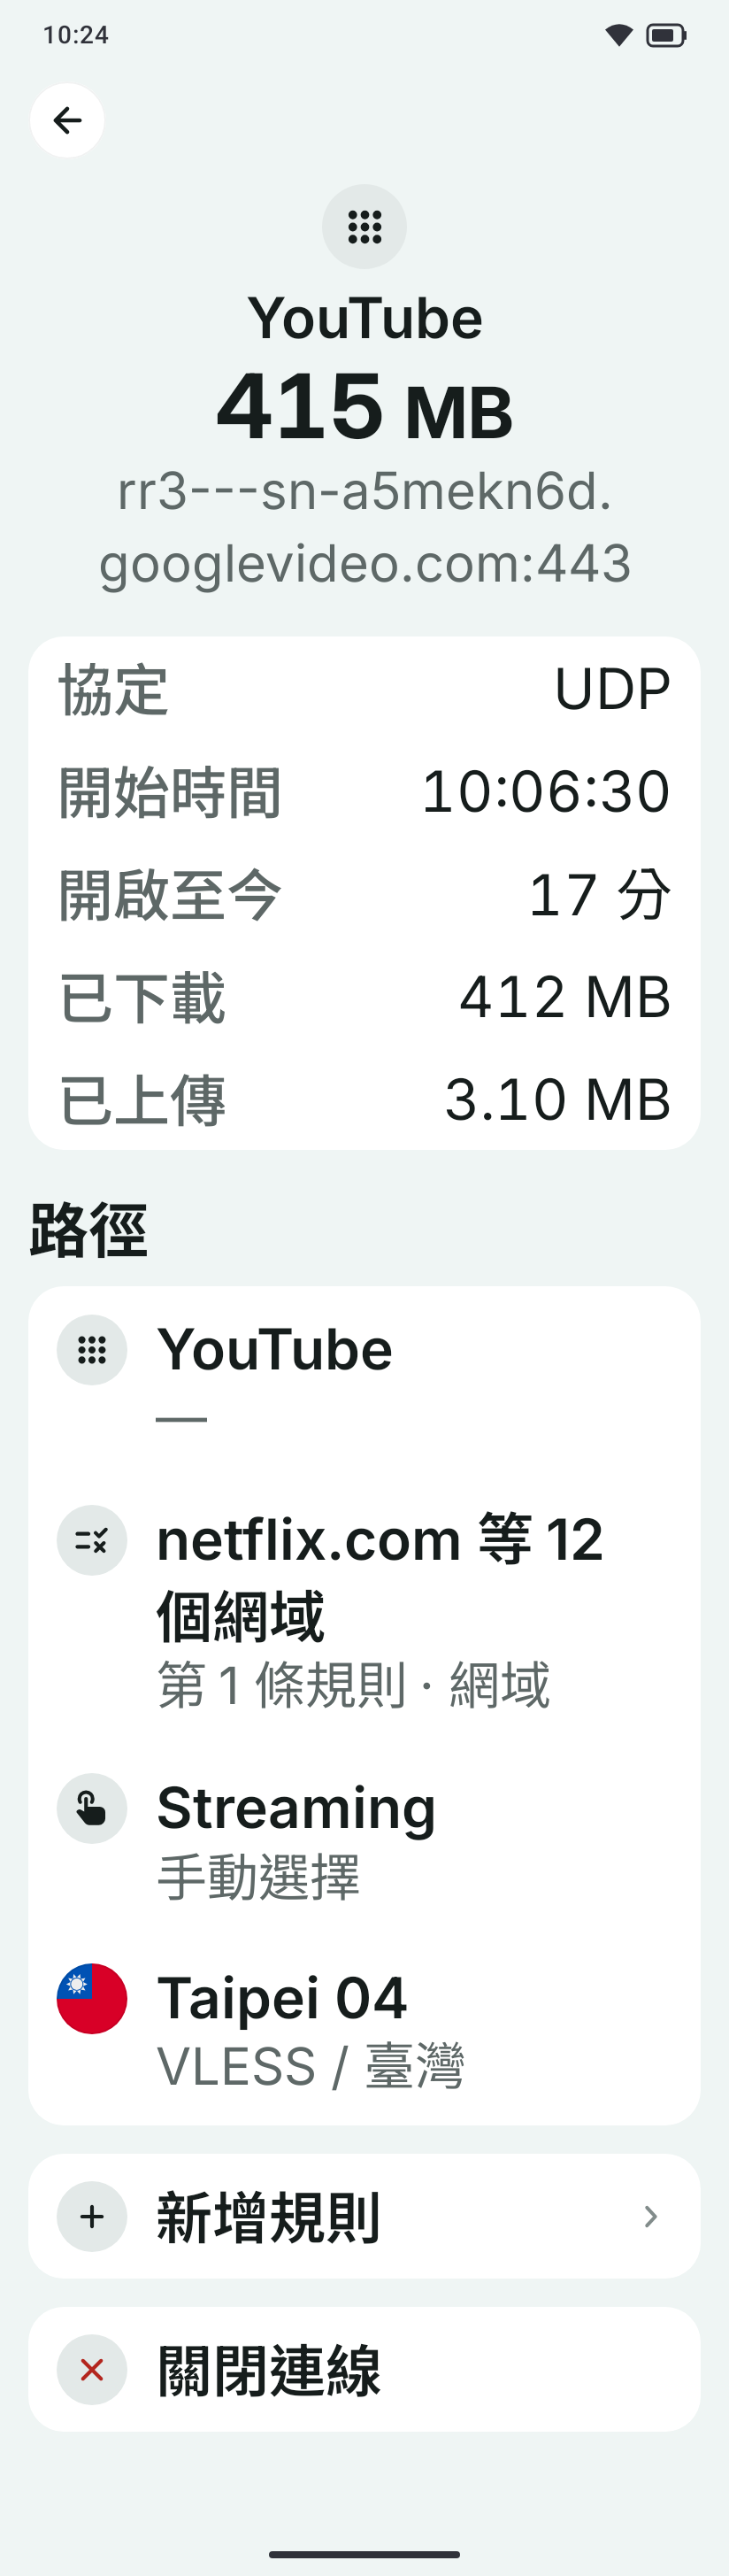 10:24
YouTube
415 MB
rr3---sn-a5mekn6d.
googlevideo.com:443
協定 UDP
開始時間 10:06:30
開啟至今 17 分
已下載 412 MB
已上傳 3.10 MB
路徑
YouTube
—
netflix.com 等 12
個網域
第 1 條規則 · 網域
Streaming
手動選擇
Taipei 04
VLESS / 臺灣
新增規則
關閉連線